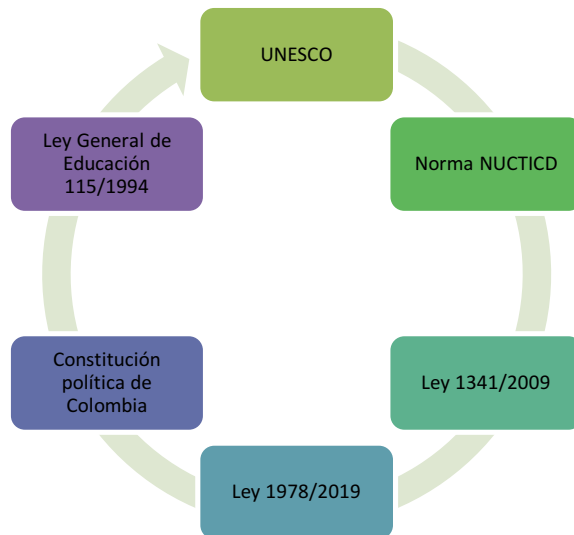 UNESCO
Norma NUCTICD
Ley 1341/2009
Ley 1978/2019
Constitución
política de
Colombia
Ley General de
Educación
115/1994